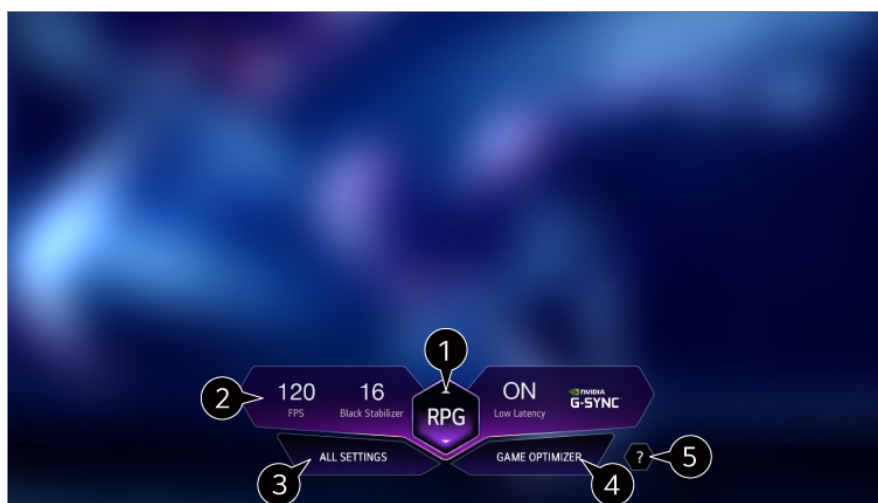 1
2
120
FPS
16
Black Stabilizer
RPG
ON
Low Latency
NVIDIA
G-SYNC
ALL SETTINGS
GAME OPTIMIZER
?
5
3
4